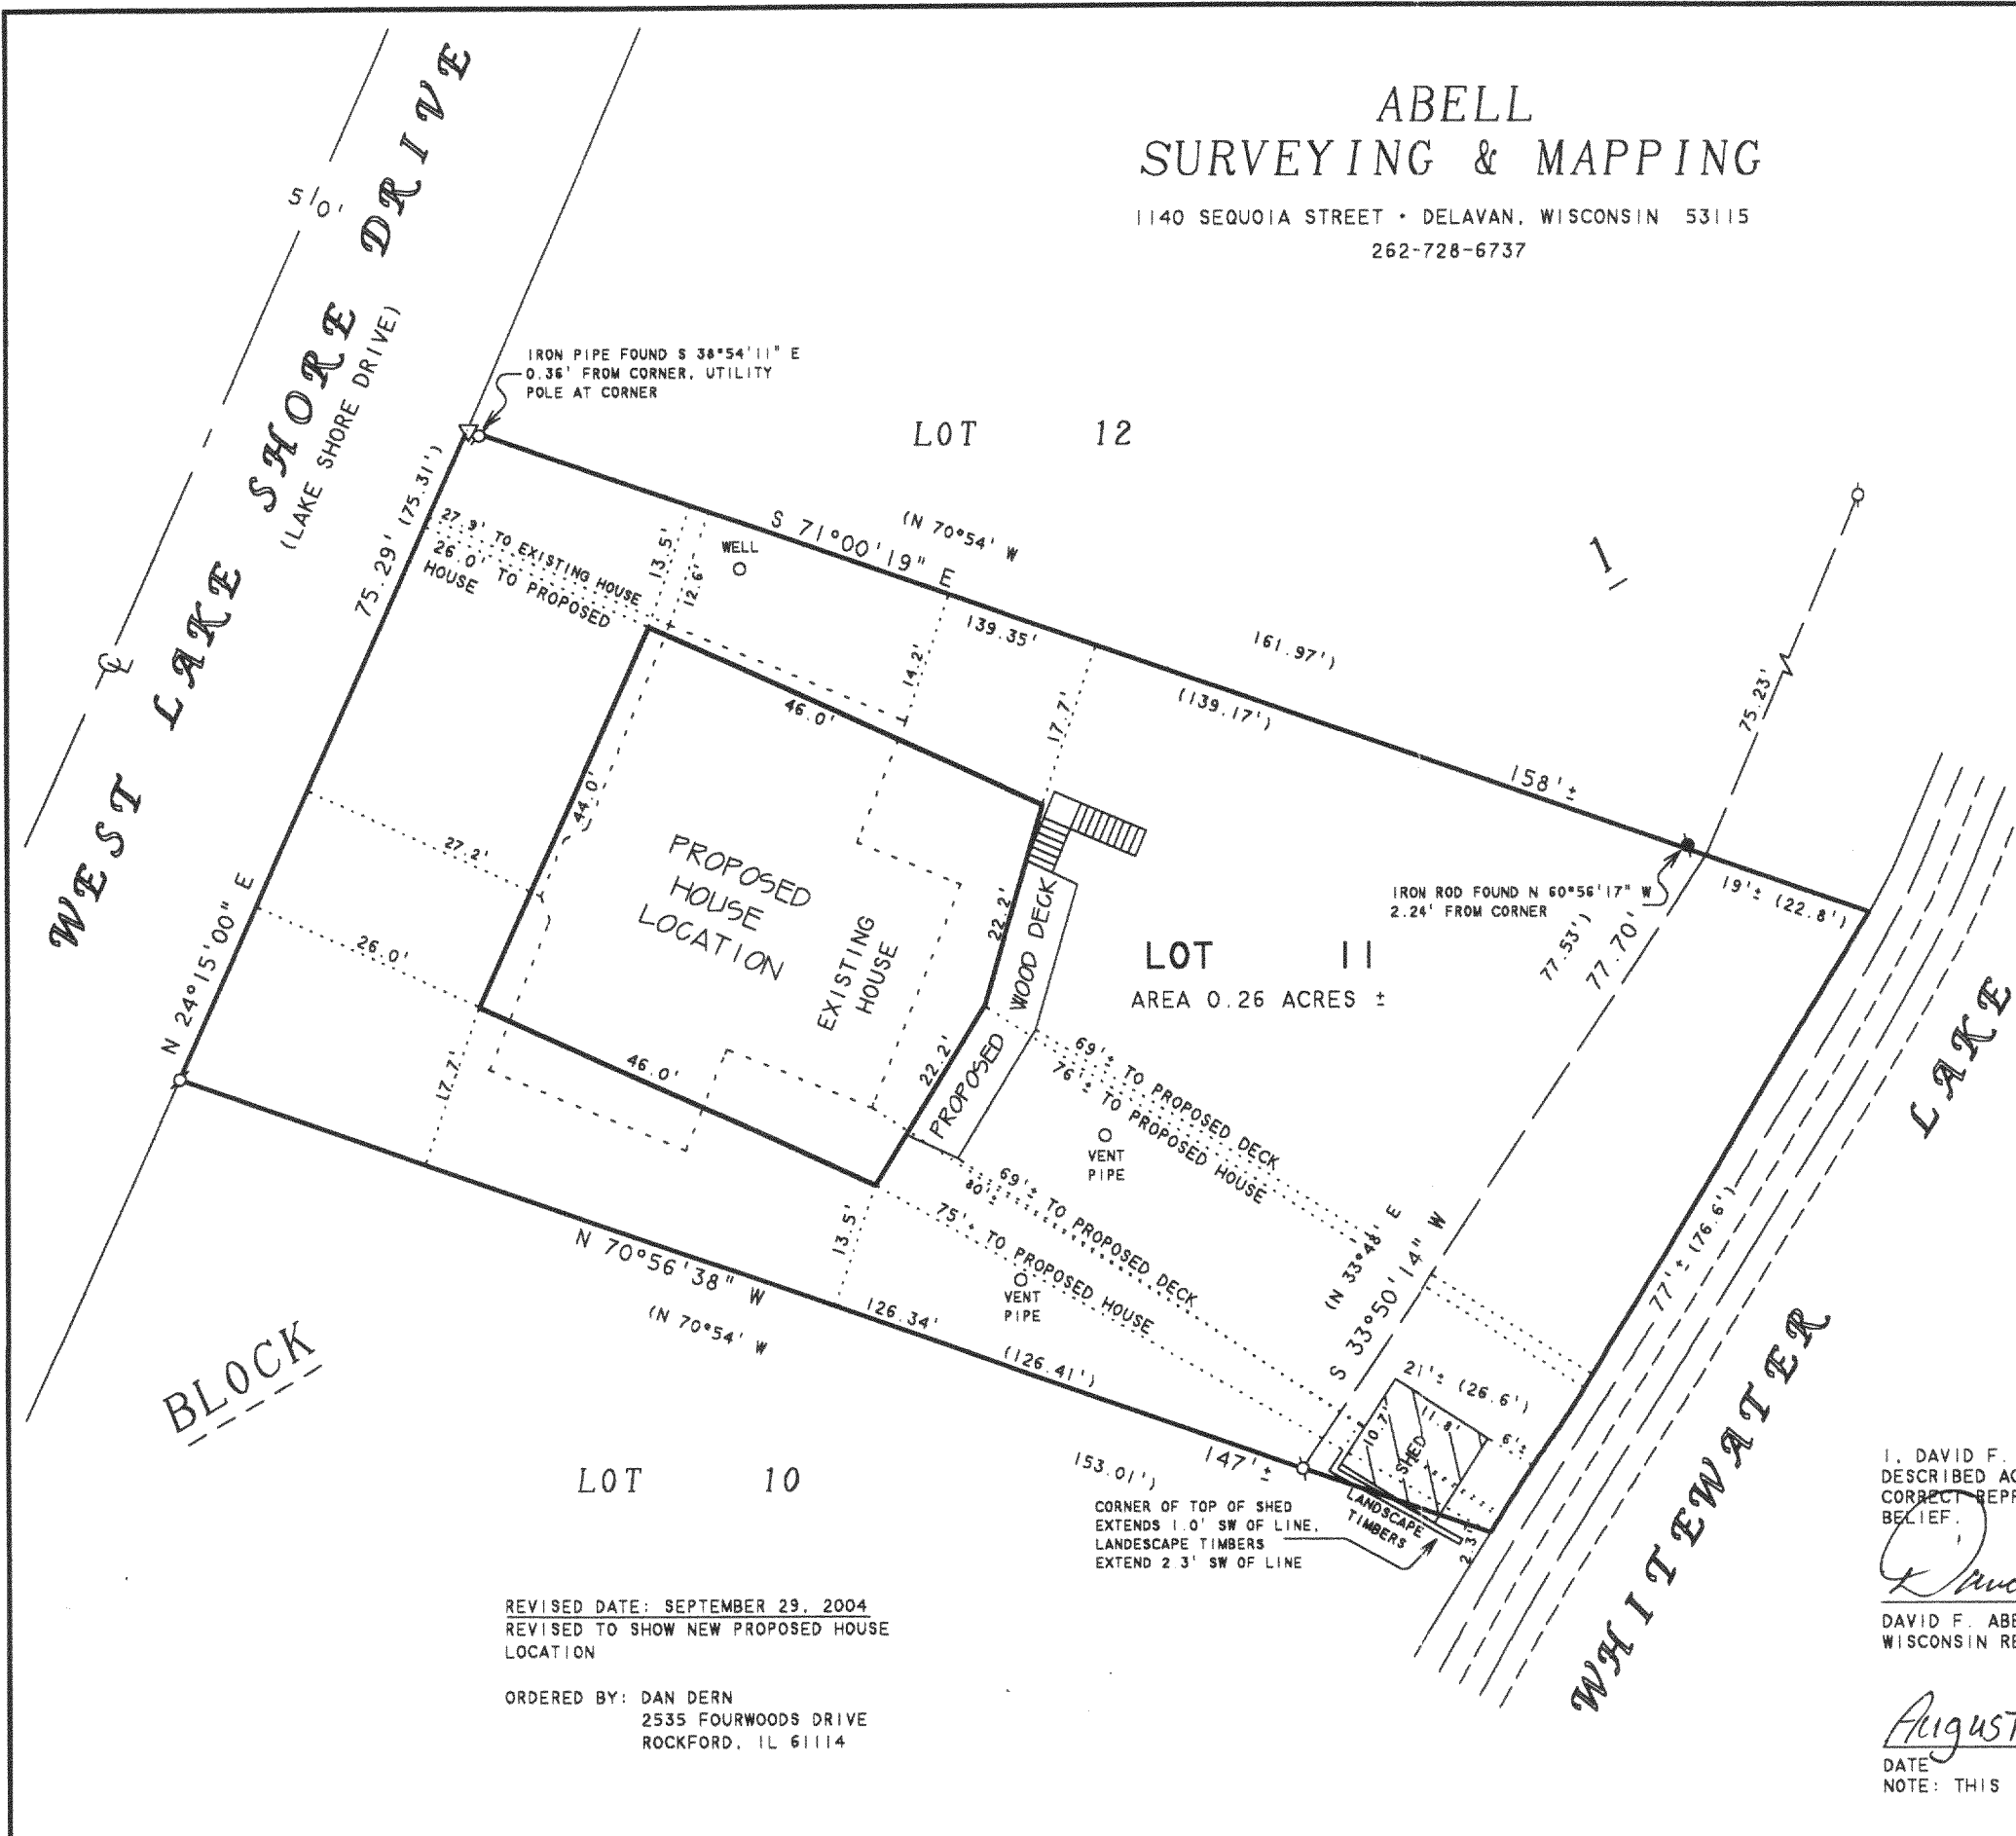 ABELL
SURVEYING & MAPPING
1140 SEQUOIA STREET • DELAVAN, WISCONSIN 53115
262-728-6737
WEST LAKE SHORE DRIVE
(LAKE SHORE DRIVE)
50'
℄
IRON PIPE FOUND S 38°54'11" E
0.36' FROM CORNER, UTILITY
POLE AT CORNER
LOT 12
1
75.29' (75.31')
N 24°15'00" E
27.9' TO EXISTING HOUSE
26.0' TO PROPOSED
HOUSE
13.5'
12.6'
WELL
S 71°00'19" E
(N 70°54' W
139.35'
161.97')
(139.17')
158'±
14.2'
17.7'
75.23'
46.0'
44.0'
27.2'
26.0'
PROPOSED
HOUSE
LOCATION
EXISTING
HOUSE
22.2'
22.2'
PROPOSED WOOD DECK
46.0'
17.7'
13.5'
LOT 11
AREA 0.26 ACRES ±
IRON ROD FOUND N 60°56'17" W
2.24' FROM CORNER
19'± (22.8')
77.53')
77.70'
69'± TO PROPOSED DECK
76'± TO PROPOSED HOUSE
VENT
PIPE
69'± TO PROPOSED DECK
80'±
75'± TO PROPOSED HOUSE
VENT
PIPE
(N 33°48' E
S 33°50'14" W
77'± (76.6')
21'± (26.6')
10.7'
11.8'
6'±
SHED
LANDSCAPE
TIMBERS
2.3'
N 70°56'38" W
(N 70°54' W
126.34'
(126.41')
147'±
153.01')
CORNER OF TOP OF SHED
EXTENDS 1.0' SW OF LINE,
LANDESCAPE TIMBERS
EXTEND 2.3' SW OF LINE
BLOCK
LOT 10
WHITEWATER LAKE
REVISED DATE: SEPTEMBER 29, 2004
REVISED TO SHOW NEW PROPOSED HOUSE
LOCATION
ORDERED BY: DAN DERN
2535 FOURWOODS DRIVE
ROCKFORD, IL 61114
I, DAVID F.
DESCRIBED
CORRECT
BELIEF.
DAVID F.
WISCONSIN
August
DATE
NOTE: THIS